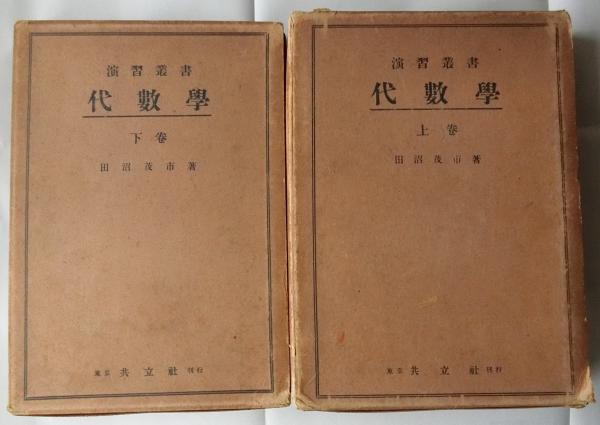 演習叢書
代數學
下卷
田沼茂市著
東京 共立社 刊行
演習叢書
代數學
上卷
田沼茂市著
東京 共立社 刊行